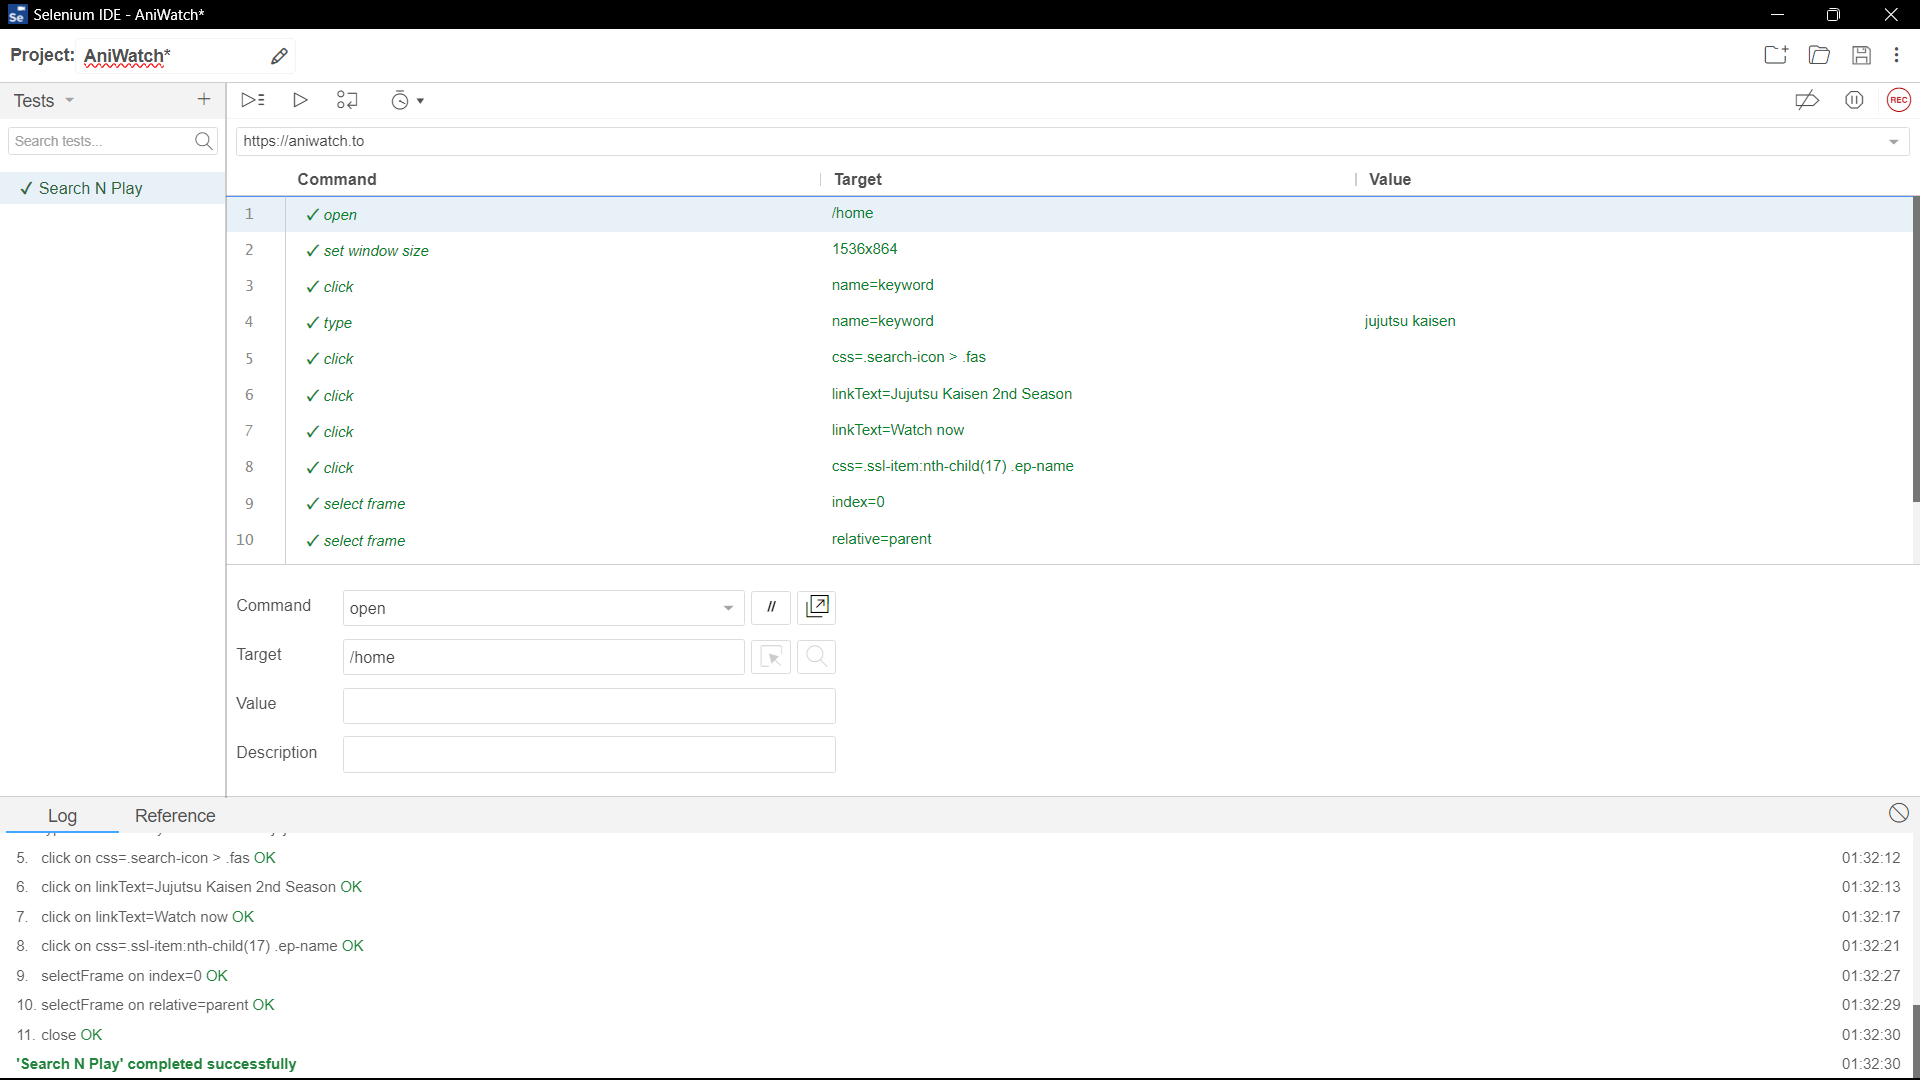 Selenium IDE - AniWatch*
Project: AniWatch*
Tests
Search tests...
✓ Search N Play
REC
https://aniwatch.to
Command Target Value
1 ✓ open /home
2 ✓ set window size 1536x864
3 ✓ click name=keyword
4 ✓ type name=keyword jujutsu kaisen
5 ✓ click css=.search-icon > .fas
6 ✓ click linkText=Jujutsu Kaisen 2nd Season
7 ✓ click linkText=Watch now
8 ✓ click css=.ssl-item:nth-child(17) .ep-name
9 ✓ select frame index=0
10 ✓ select frame relative=parent
Command open //
Target /home
Value
Description
Log Reference
5. click on css=.search-icon > .fas OK 01:32:12
6. click on linkText=Jujutsu Kaisen 2nd Season OK 01:32:13
7. click on linkText=Watch now OK 01:32:17
8. click on css=.ssl-item:nth-child(17) .ep-name OK 01:32:21
9. selectFrame on index=0 OK 01:32:27
10. selectFrame on relative=parent OK 01:32:29
11. close OK 01:32:30
'Search N Play' completed successfully 01:32:30